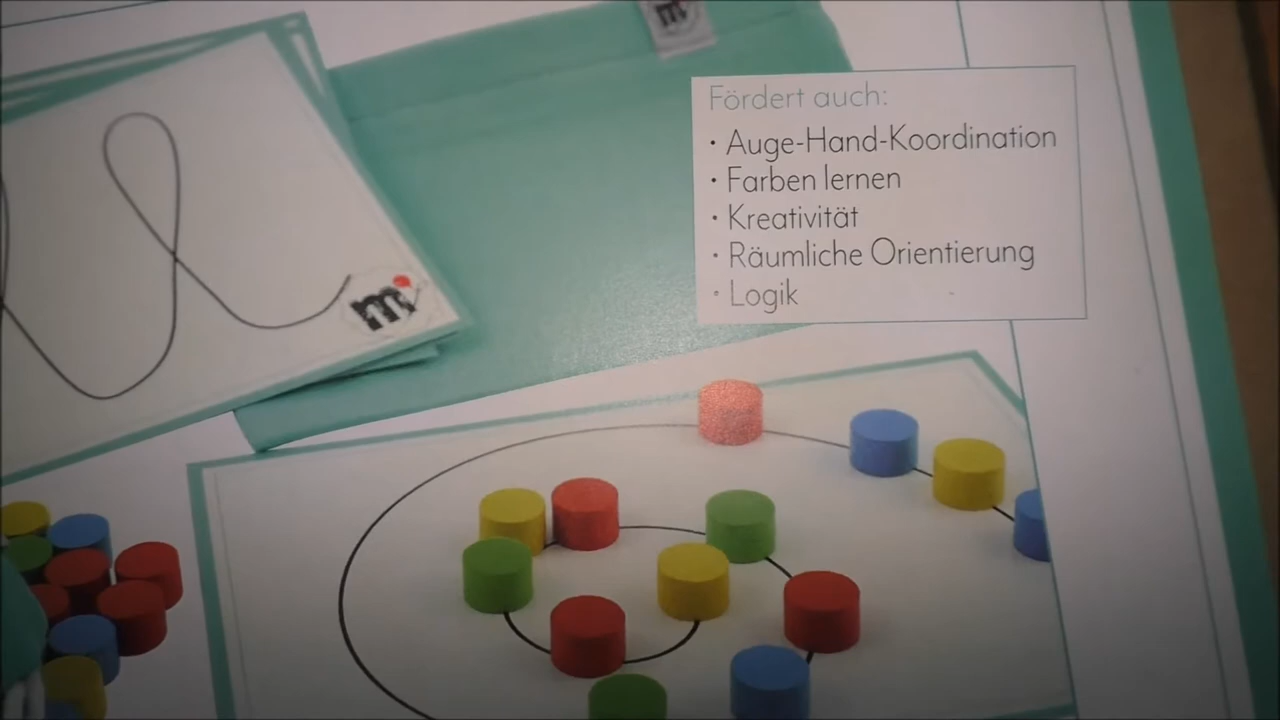 m
Fördert auch:
• Auge-Hand-Koordination
• Farben lernen
• Kreativität
• Räumliche Orientierung
• Logik
m